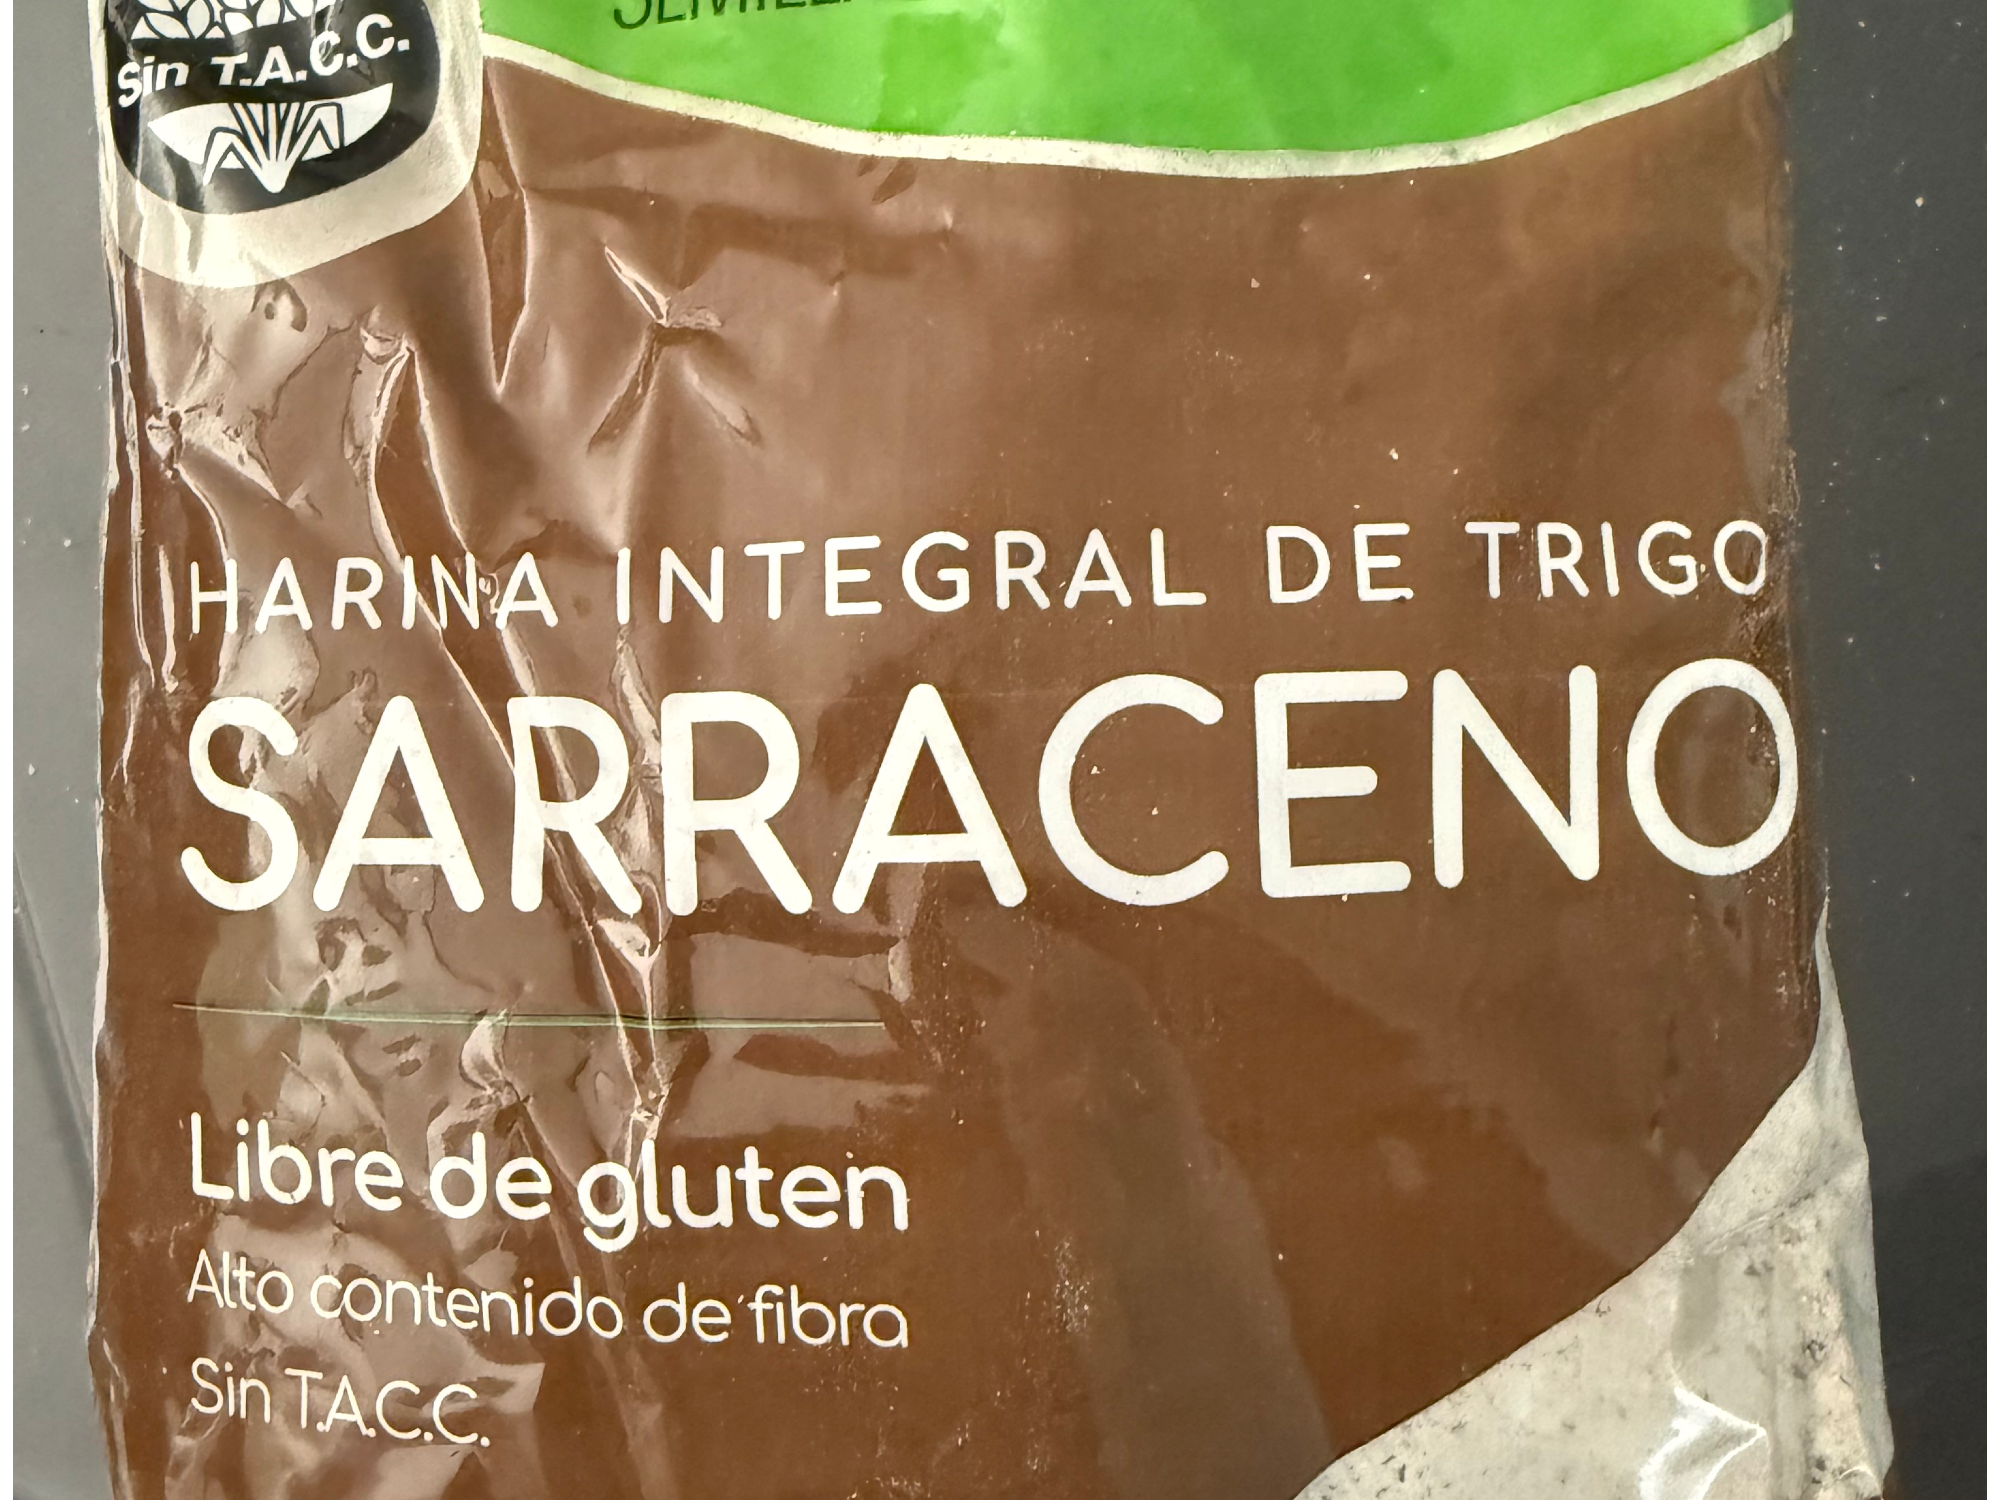 Sin T.A.C.C.
HARINA INTEGRAL DE TRIGO
SARRACENO
Libre de gluten
Alto contenido de fibra
Sin T.A.C.C.